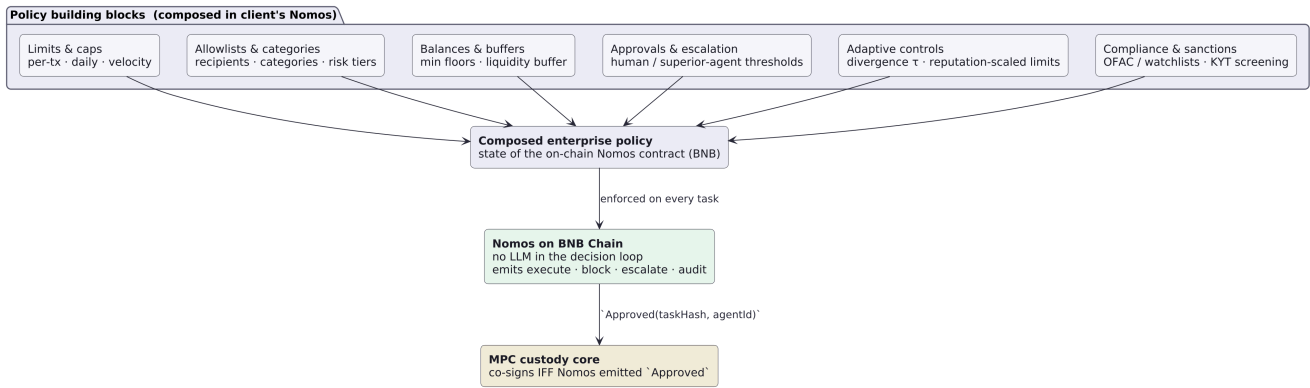 Policy building blocks  (composed in client's Nomos)
Limits & caps
per-tx · daily · velocity
Allowlists & categories
recipients · categories · risk tiers
Balances & buffers
min floors · liquidity buffer
Approvals & escalation
human / superior-agent thresholds
Adaptive controls
divergence τ · reputation-scaled limits
Compliance & sanctions
OFAC / watchlists · KYT screening
Composed enterprise policy
state of the on-chain Nomos contract (BNB)
enforced on every task
Nomos on BNB Chain
no LLM in the decision loop
emits execute · block · escalate · audit
`Approved(taskHash, agentId)`
MPC custody core
co-signs IFF Nomos emitted `Approved`